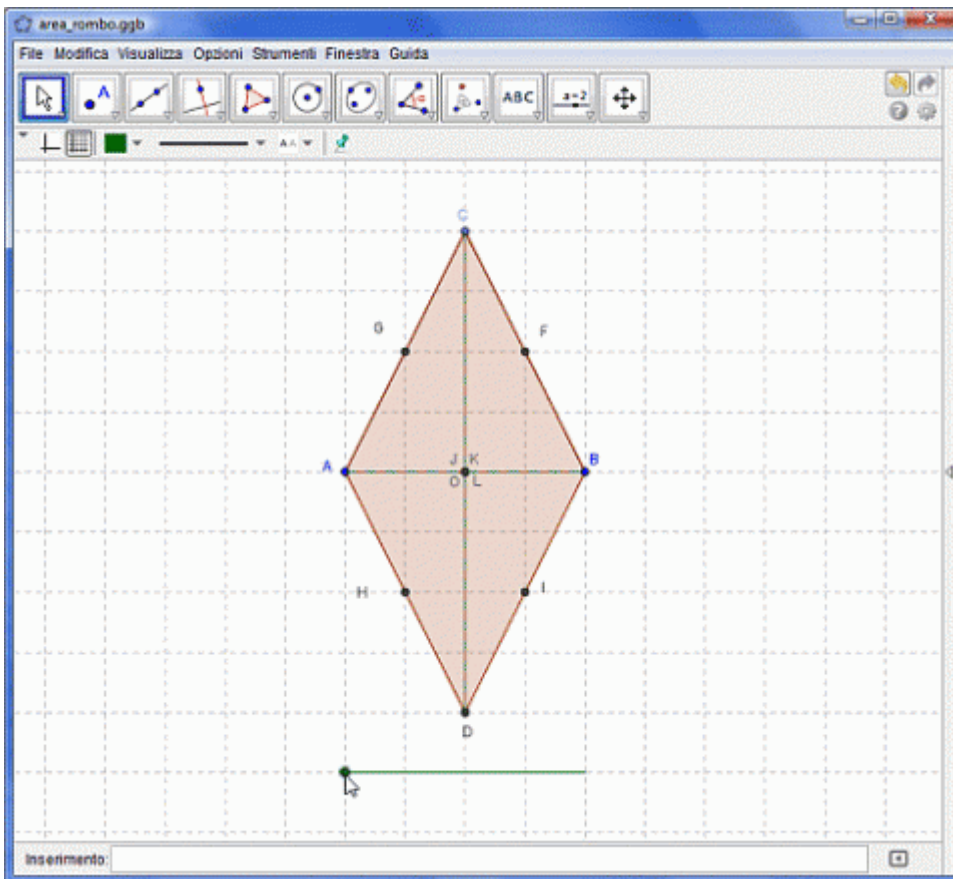 area_rombo.ggb
File Modifica Visualizza Opzioni Strumenti Finestra Guida
A ABC a=2
A A
C
G F
A J K B
O L
H I
D
Inserimento: